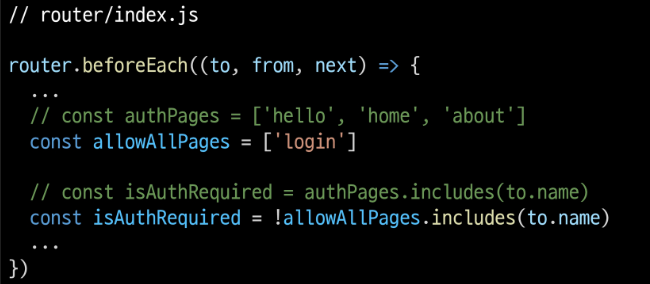 // router/index.js
router.beforeEach((to, from, next) => {
...
// const authPages = ['hello', 'home', 'about']
const allowAllPages = ['login']
// const isAuthRequired = authPages.includes(to.name)
const isAuthRequired = !allowAllPages.includes(to.name)
...
})